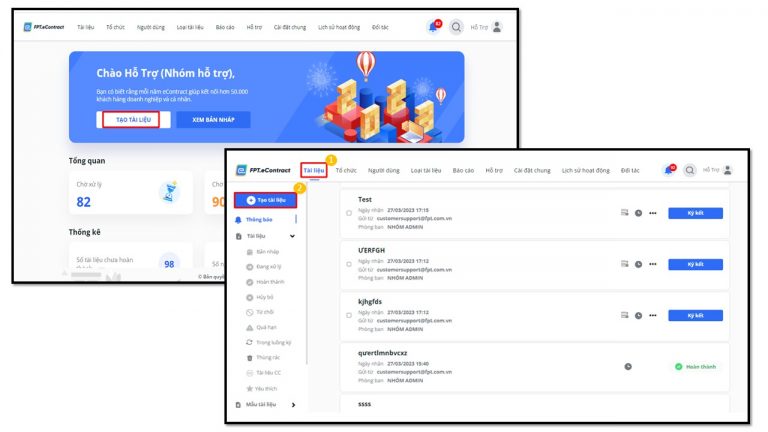 FPT.eContract
Tài liệu Tổ chức Người dùng Loại tài liệu Báo cáo Hỗ trợ Cài đặt chung Lịch sử hoạt động Đối tác
82 Hỗ Trợ
Chào Hỗ Trợ (Nhóm hỗ trợ),
Bạn có biết rằng mỗi năm eContract giúp kết nối hơn 50.000
khách hàng doanh nghiệp và cá nhân.
TẠO TÀI LIỆU XEM BẢN NHÁP
2023
Tổng quan
Chờ xử lý
82
Chờ
90
Thống kê
Số tài liệu chưa hoàn
thành
98
Số n
© Bản quyề
1
2
FPT.eContract
Tài liệu Tổ chức Người dùng Loại tài liệu Báo cáo Hỗ trợ Cài đặt chung Lịch sử hoạt động Đối tác
Hỗ Trợ
Tạo tài liệu
Thông báo
Tài liệu
Bản nháp
Đang xử lý
Hoàn thành
Hủy bỏ
Từ chối
Quá hạn
Trong luồng ký
Thùng rác
Tài liệu CC
Yêu thích
Mẫu tài liệu
Test
Ngày nhận 27/03/2023 17:15
Gửi từ customersupport@fpt.com.vn
Phòng ban NHÓM ADMIN
Ký kết
ƯERFGH
Ngày nhận 27/03/2023 17:12
Gửi từ customersupport@fpt.com.vn
Phòng ban NHÓM ADMIN
Ký kết
kjhgfds
Ngày nhận 27/03/2023 17:12
Gửi từ customersupport@fpt.com.vn
Phòng ban NHÓM ADMIN
Ký kết
qưertlmnbvcxz
Ngày nhận 27/03/2023 15:40
Gửi từ customersupport@fpt.com.vn
Phòng ban NHÓM ADMIN
Hoàn thành
ssss